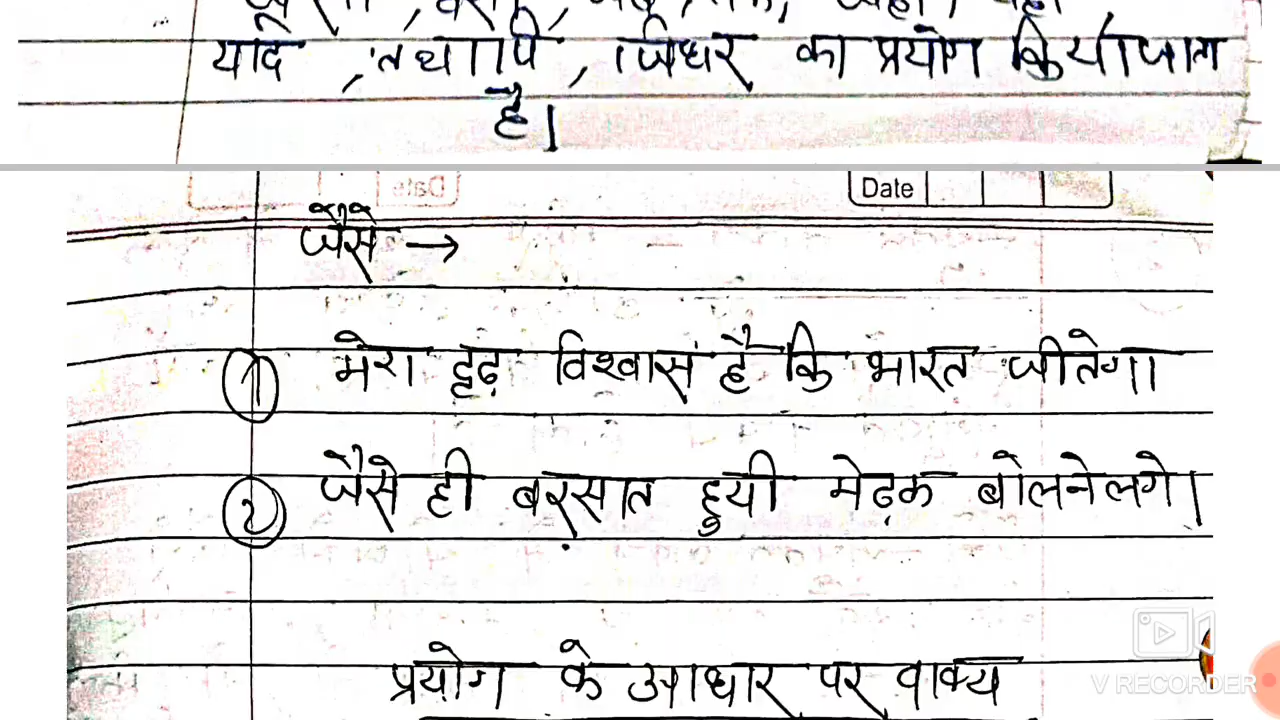 यदि, तथापि, जिधर का प्रयोग कियाजाता
है।
Date
जैसे →
① मेरा दृढ़ विश्वास है कि भारत जीतेगा
② जैसे ही बरसात हुयी मेढ़क बोलनेलगे।
प्रयोग के आधार पर वाक्य
V RECORDER